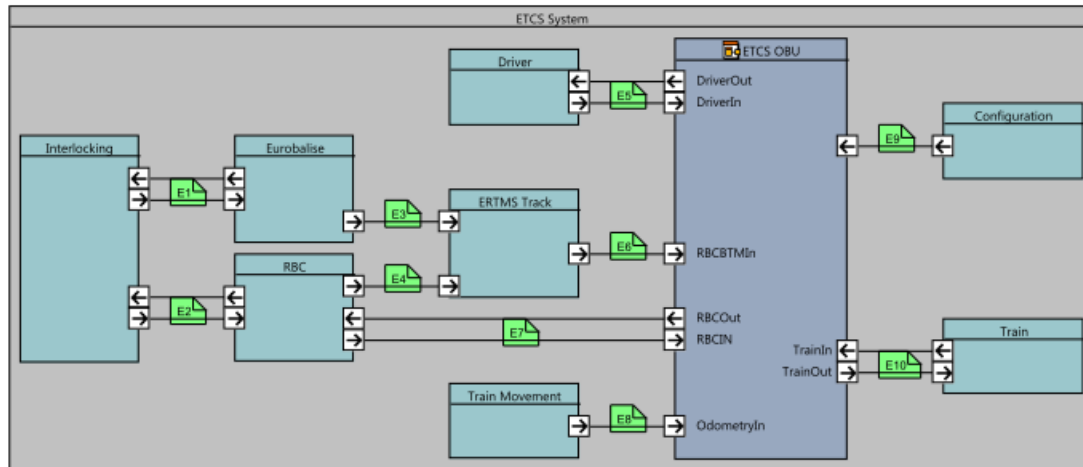 ETCS System
Driver
ETCS OBU
DriverOut
E5
DriverIn
Configuration
E9
Interlocking
Eurobalise
E1
ERTMS Track
E3
E6
RBCBTMIn
RBC
E4
E2
RBCOut
E7
RBCIN
Train
TrainIn
E10
TrainOut
Train Movement
E8
OdometryIn